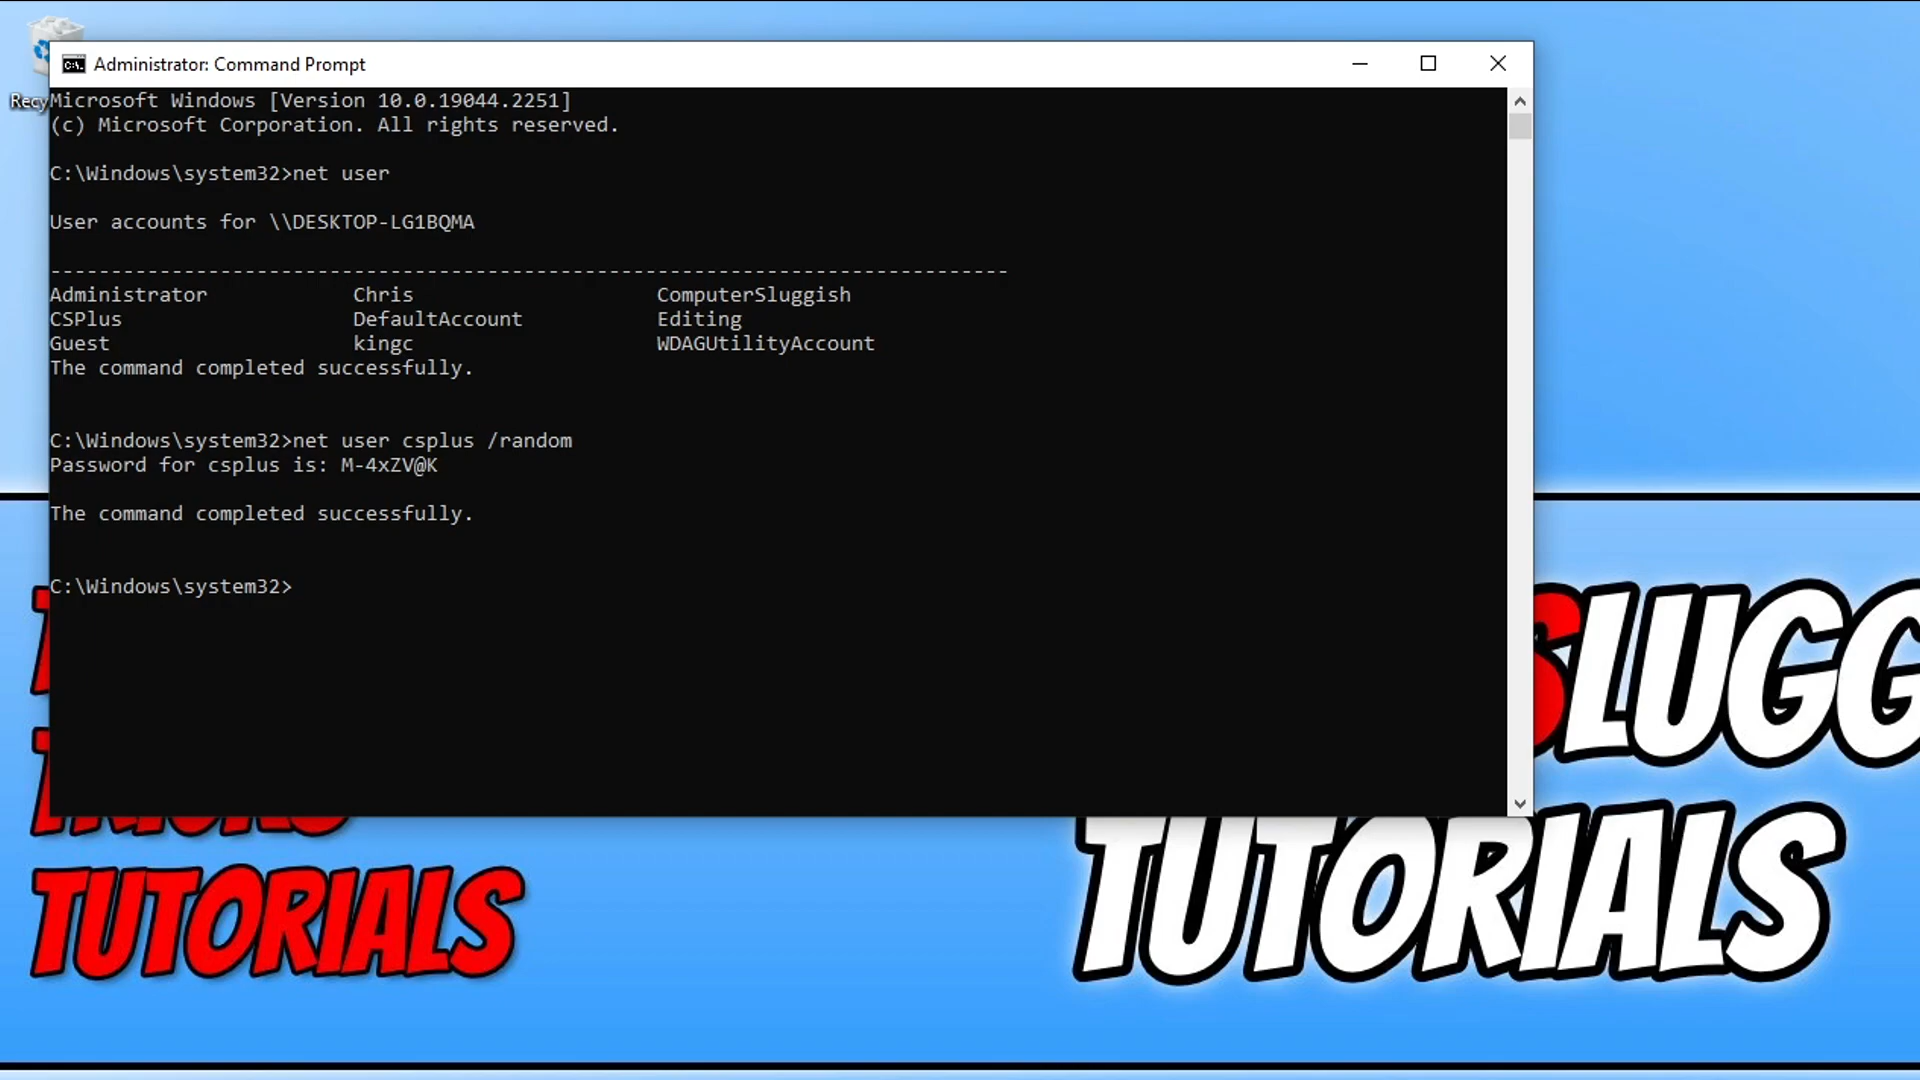 Administrator: Command Prompt
Recy
Microsoft Windows [Version 10.0.19044.2251]
(c) Microsoft Corporation. All rights reserved.
C:\Windows\system32>net user
User accounts for \\DESKTOP-LG1BQMA
-------------------------------------------------------------------------------
Administrator Chris ComputerSluggish
CSPlus DefaultAccount Editing
Guest kingc WDAGUtilityAccount
The command completed successfully.
C:\Windows\system32>net user csplus /random
Password for csplus is: M-4xZV@K
The command completed successfully.
C:\Windows\system32>
SLUGG
TUTORIALS
TUTORIALS